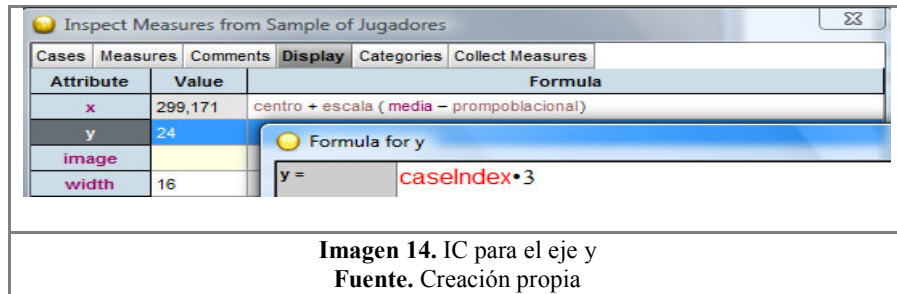 Inspect Measures from Sample of Jugadores
Cases Measures Comments Display Categories Collect Measures
Attribute Value Formula
x 299,171 centro + escala ( media – prompoblacional)
y 24
Formula for y
image
y = caseIndex•3
width 16
Imagen 14. IC para el eje y
Fuente. Creación propia